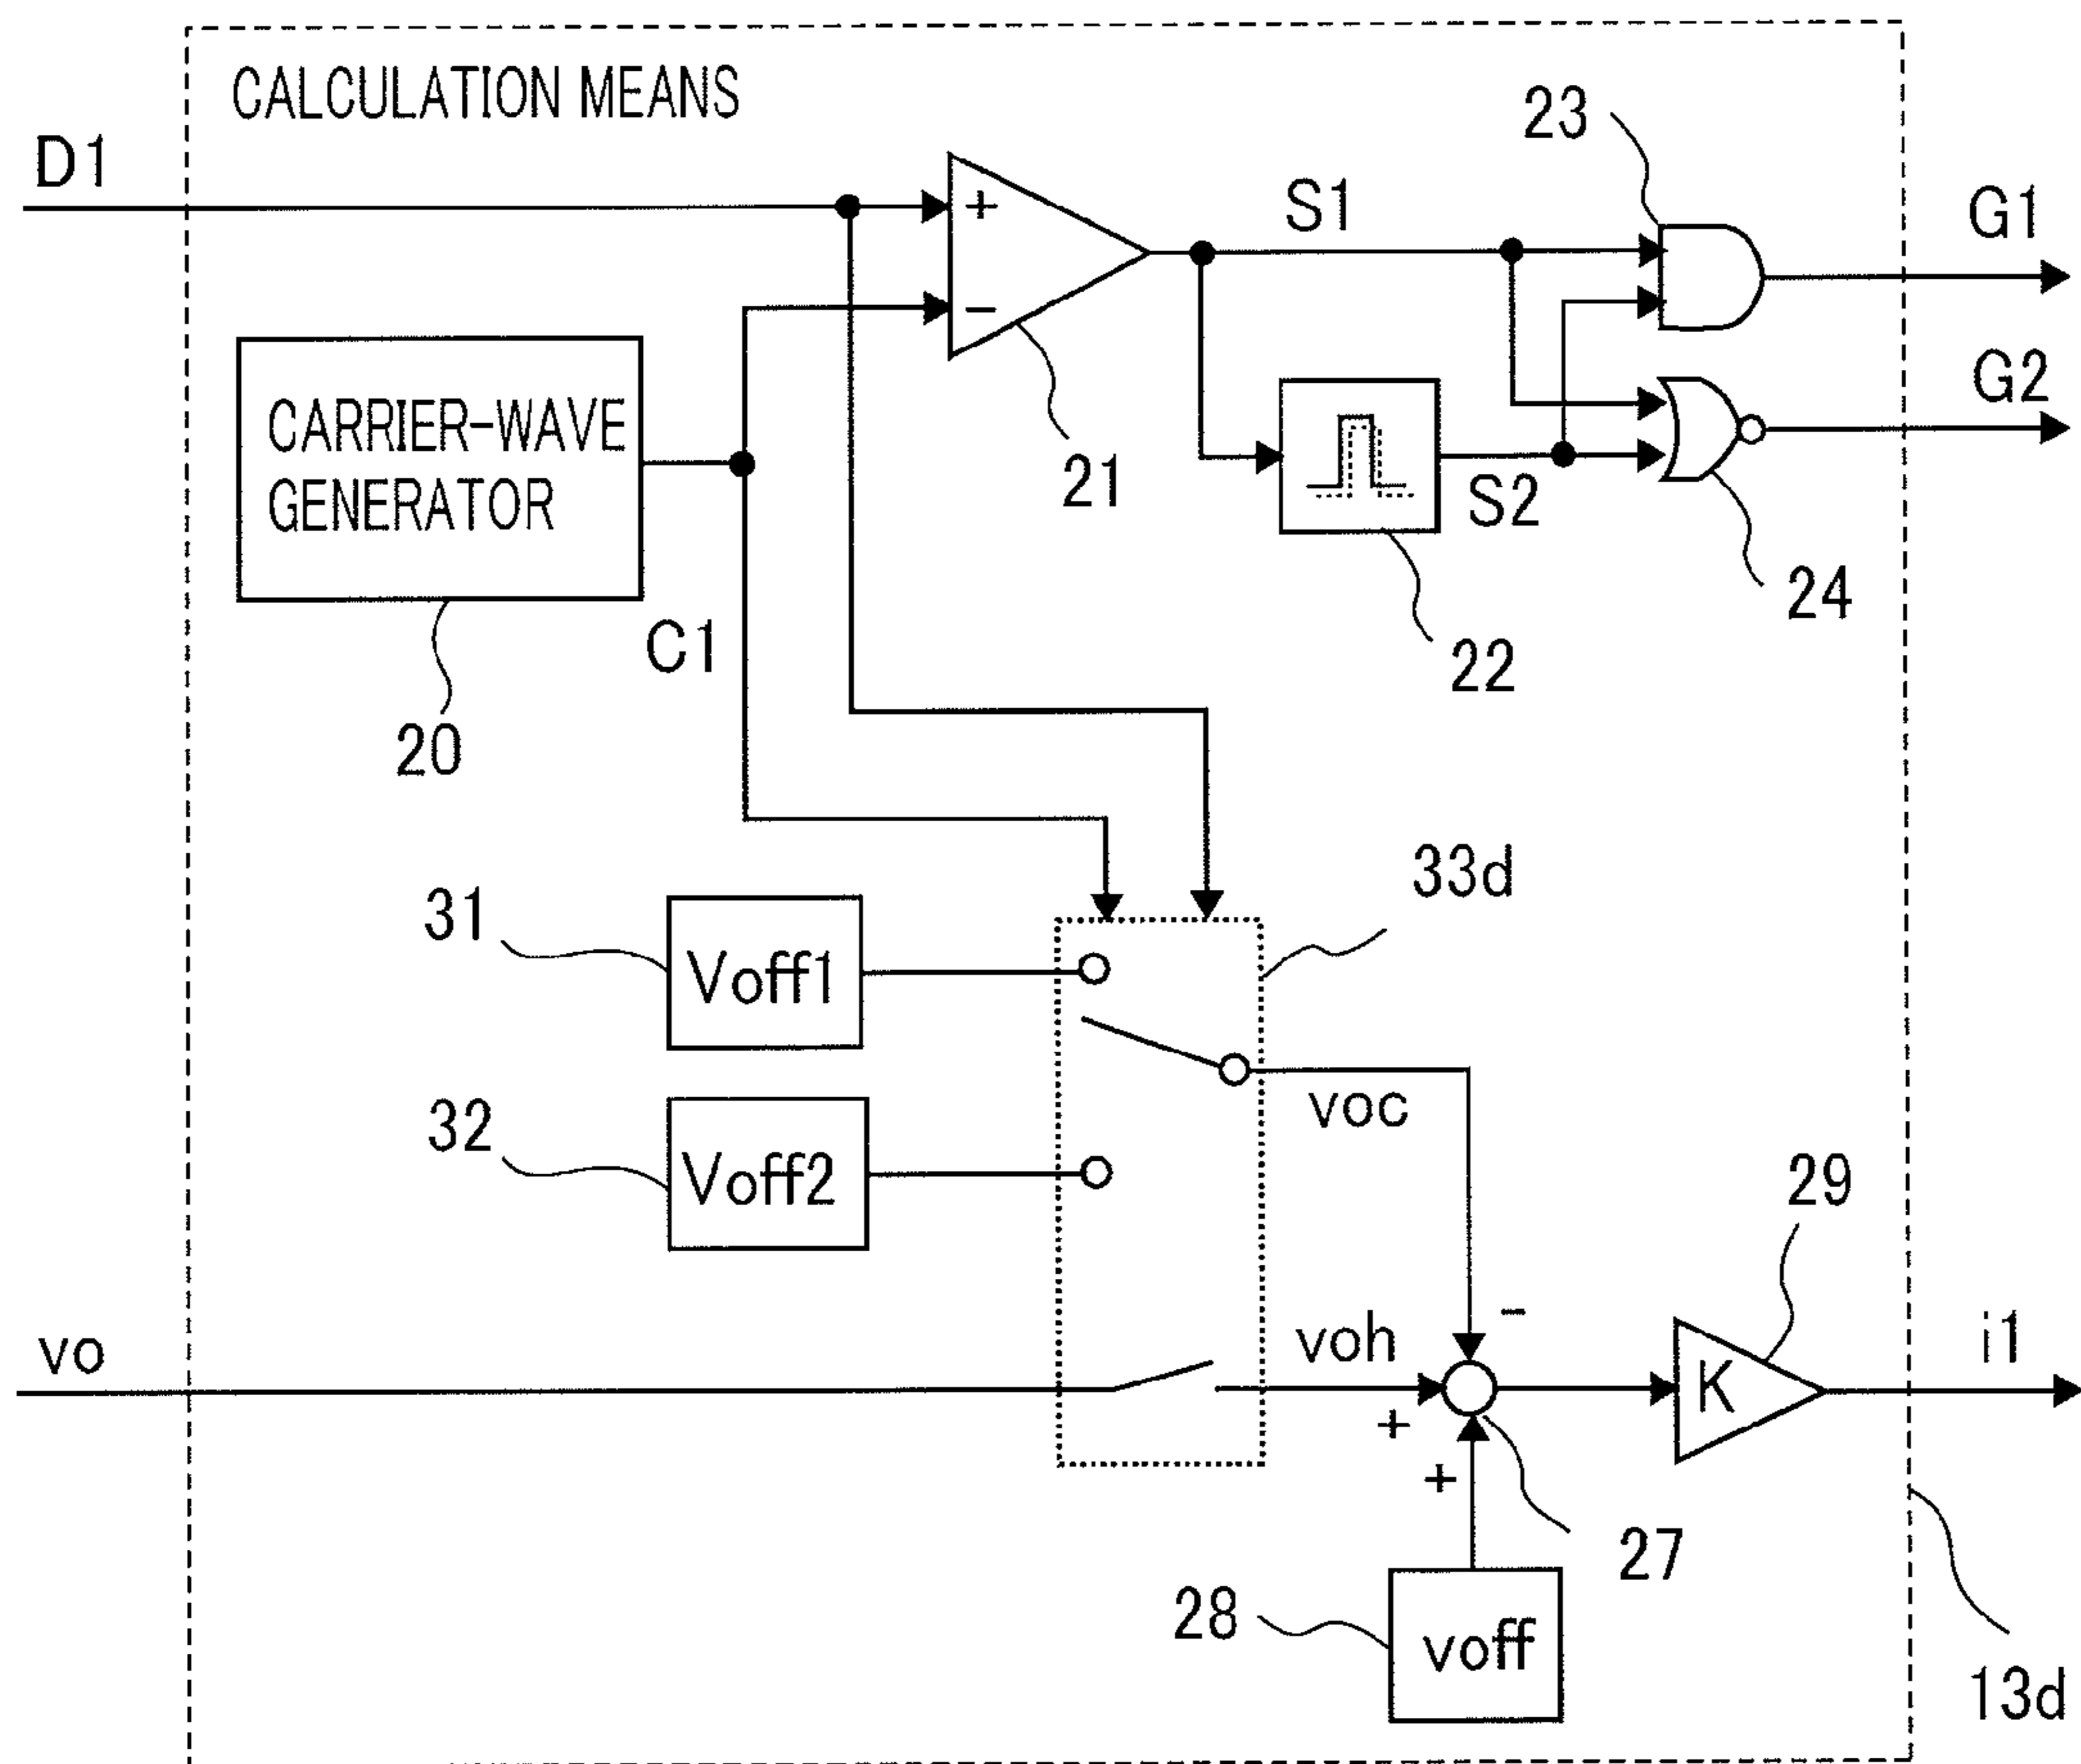 CALCULATION MEANS
D1
23
S1
G1
+
-
CARRIER-WAVE
GENERATOR
21
S2
G2
24
22
C1
20
33d
31
Voff1
voc
32
Voff2
29
vo
voh
-
K
i1
+
+
27
28
voff
13d